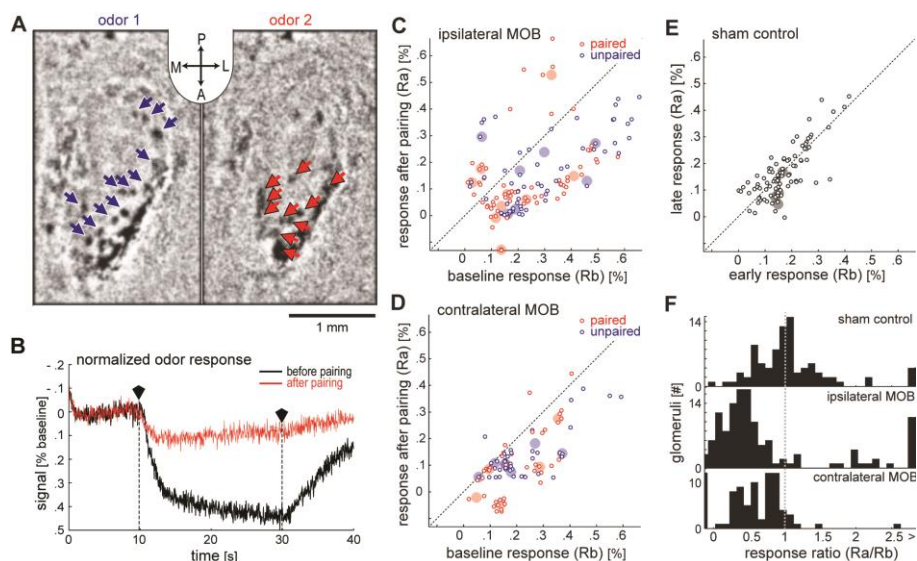 A
odor 1
odor 2
P
M
L
A
1 mm
B
normalized odor response
before pairing
after pairing
signal [% baseline]
- .2
- .1
0
0.1
.2
.3
.4
.5
0
10
20
30
40
time [s]
C
ipsilateral MOB
paired
unpaired
response after pairing (Ra) [%]
.6
.5
.4
.3
.2
.1
0
0
.1
.2
.3
.4
.5
.6
baseline response (Rb) [%]
D
contralateral MOB
paired
unpaired
response after pairing (Ra) [%]
.6
.5
.4
.3
.2
.1
0
0
.1
.2
.3
.4
.5
.6
baseline response (Rb) [%]
E
sham control
late response (Ra) [%]
.6
.5
.4
.3
.2
.1
0
0
.1
.2
.3
.4
.5
.6
early response (Rb) [%]
F
glomeruli [#]
14
0
sham control
14
0
ipsilateral MOB
10
0
contralateral MOB
0
0.5
1
1.5
2
2.5
>
response ratio (Ra/Rb)